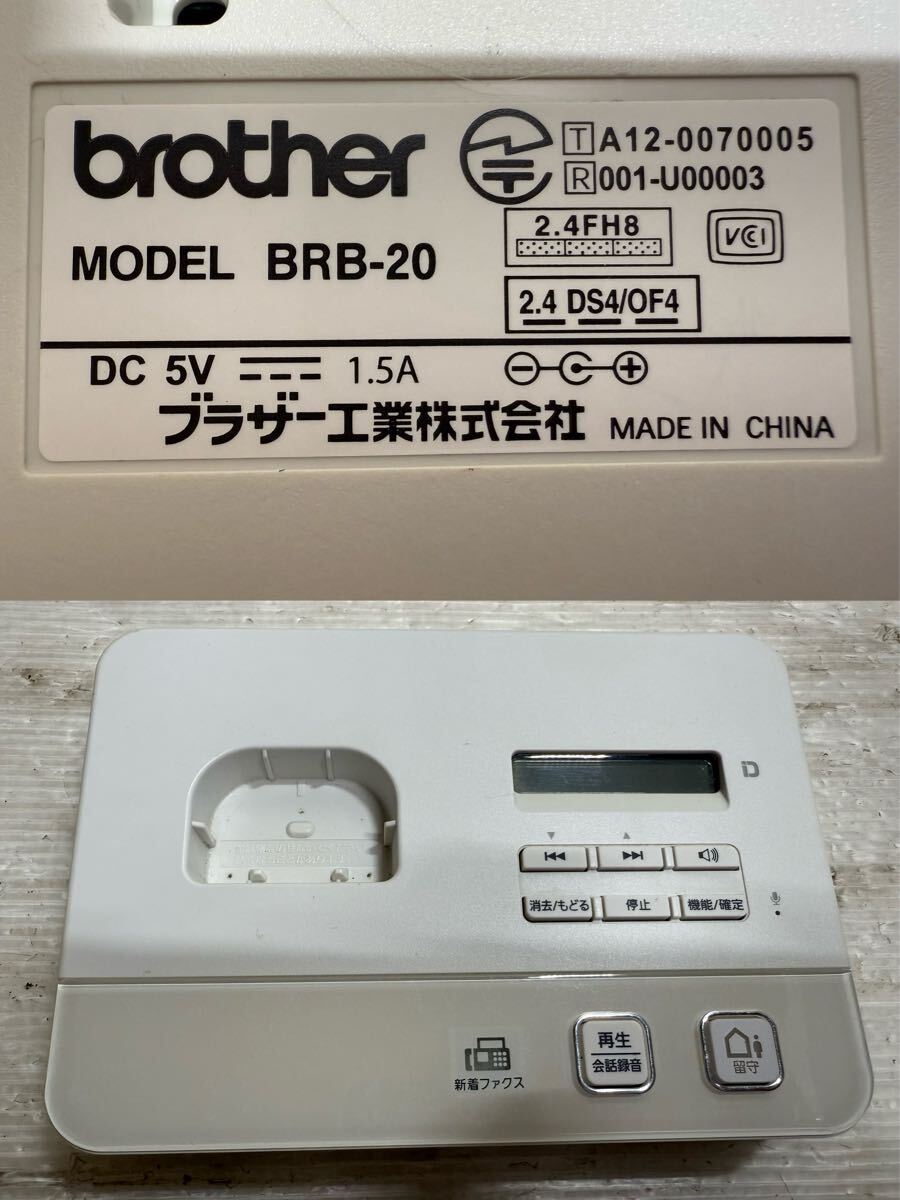 brother
T A12-0070005
R 001-U00003
2.4FH8
VCCI
MODEL BRB-20
2.4 DS4/OF4
DC 5V 1.5A
ブラザー工業株式会社 MADE IN CHINA
消去/もどる 停止 機能/確定
再生
会話録音
留守
新着ファクス